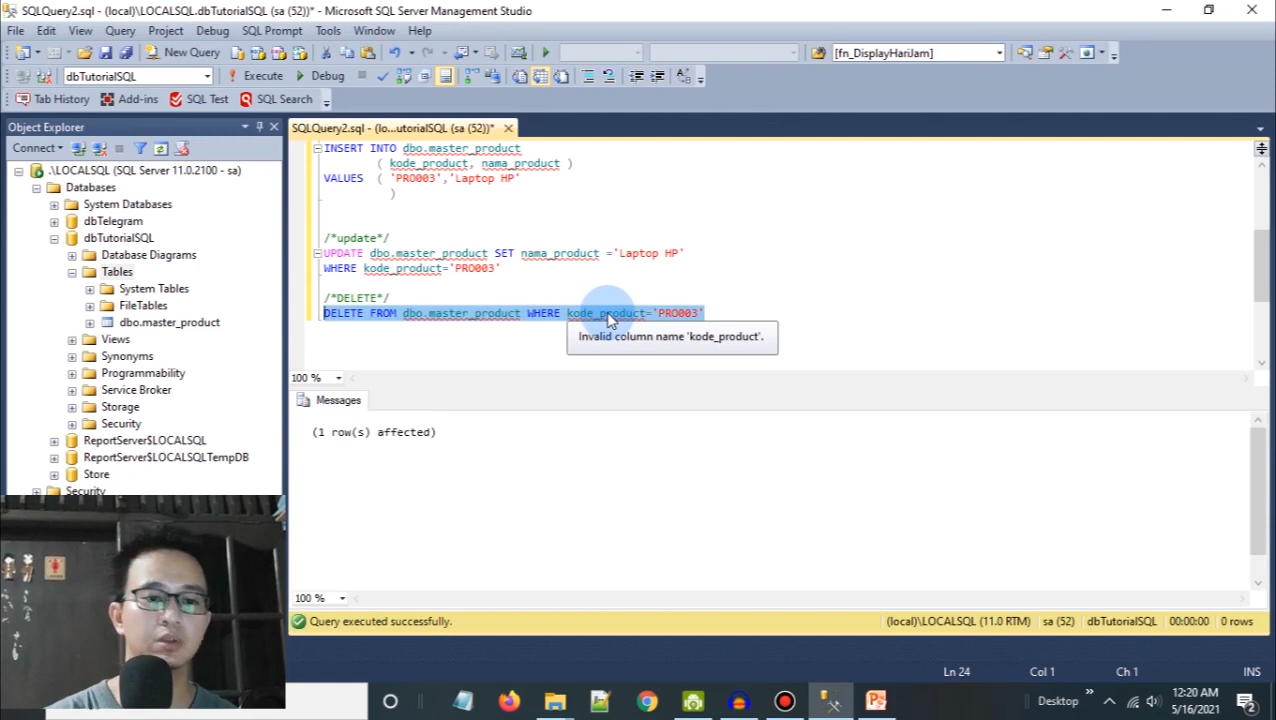 SQLQuery2.sql - (local)\LOCALSQL.dbTutorialSQL (sa (52))* - Microsoft SQL Server Management Studio
File Edit View Query Project Debug SQL Prompt Tools Window Help
New Query [fn_DisplayHariJam]
dbTutorialSQL Execute Debug
Tab History Add-ins SQL Test SQL Search
Object Explorer
Connect
.\LOCALSQL (SQL Server 11.0.2100 - sa)
Databases
System Databases
dbTelegram
dbTutorialSQL
Database Diagrams
Tables
System Tables
FileTables
dbo.master_product
Views
Synonyms
Programmability
Service Broker
Storage
Security
ReportServer$LOCALSQL
ReportServer$LOCALSQLTempDB
Store
Security
SQLQuery2.sql - (lo...utorialSQL (sa (52))*
INSERT INTO dbo.master_product
( kode_product, nama_product )
VALUES ( 'PRO003','Laptop HP'
)
/*update*/
UPDATE dbo.master_product SET nama_product ='Laptop HP'
WHERE kode_product='PRO003'
/*DELETE*/
DELETE FROM dbo.master_product WHERE kode_product='PRO003'
Invalid column name 'kode_product'.
100 %
Messages
(1 row(s) affected)
100 %
Query executed successfully. (local)\LOCALSQL (11.0 RTM) sa (52) dbTutorialSQL 00:00:00 0 rows
Ln 24 Col 1 Ch 1 INS
Desktop 12:20 AM
5/16/2021
2